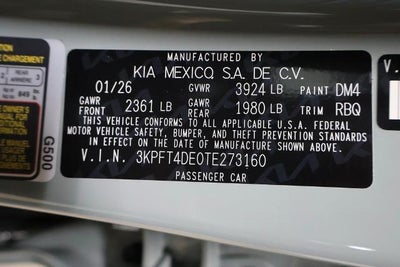 MANUFACTURED BY
KIA MEXICO, S.A. DE C.V.
01/26 GVWR 3924 LB PAINT DM4
GAWR FRONT 2361 LB GAWR REAR 1980 LB TRIM RBQ
THIS VEHICLE CONFORMS TO ALL APPLICABLE U.S.A. FEDERAL
MOTOR VEHICLE SAFETY, BUMPER, AND THEFT PREVENTION STANDARDS
IN EFFECT ON THE DATE OF MANUFACTURE SHOWN ABOVE.
V.I.N. 3KPFT4DE0TE273160
PASSENGER CAR
G500
V.